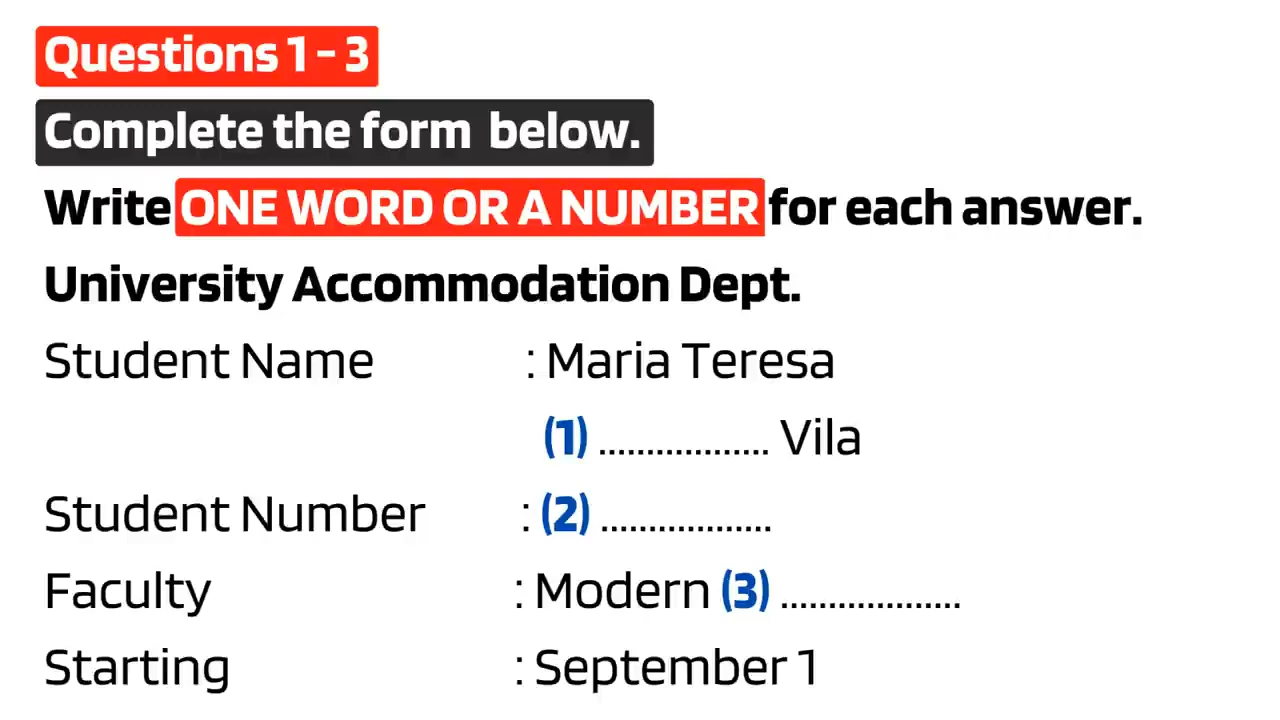 Questions 1 – 3
Complete the form below.
Write ONE WORD OR A NUMBER for each answer.
University Accommodation Dept.
Student Name : Maria Teresa
(1) .................. Vila
Student Number : (2) ..................
Faculty : Modern (3) ...................
Starting : September 1